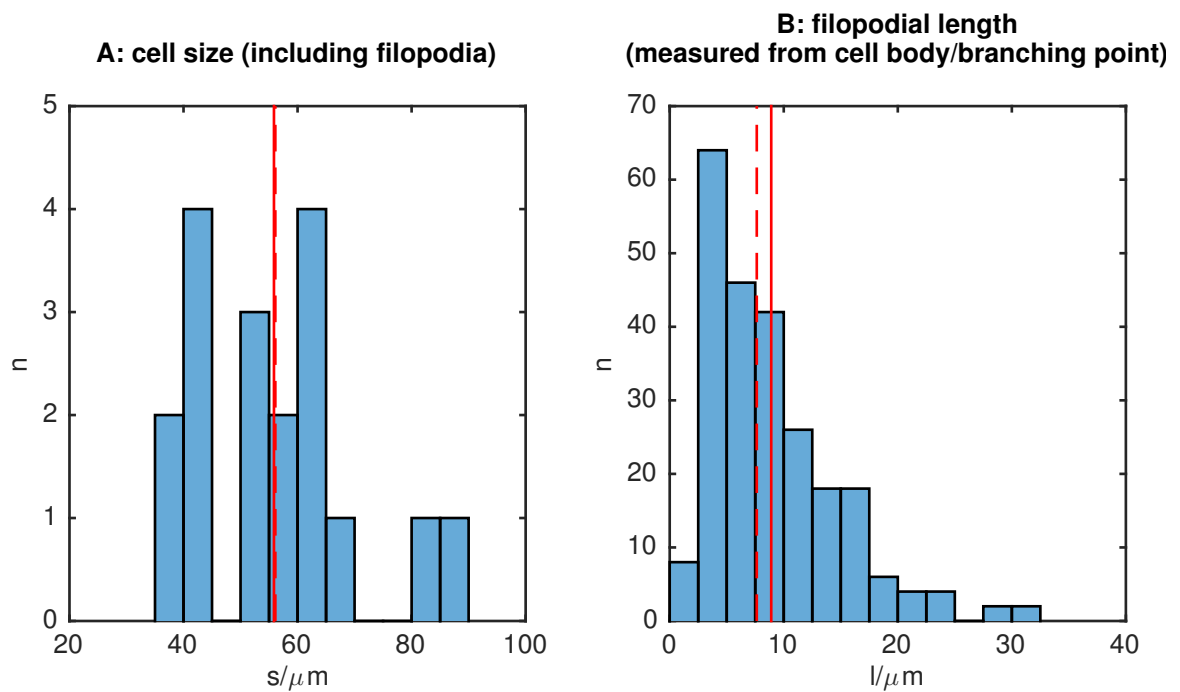 A: cell size (including filopodia)
5
4
3
2
1
0
n
20 40 60 80 100
s/μm
B: filopodial length
(measured from cell body/branching point)
70
60
50
40
30
20
10
0
n
0 10 20 30 40
l/μm